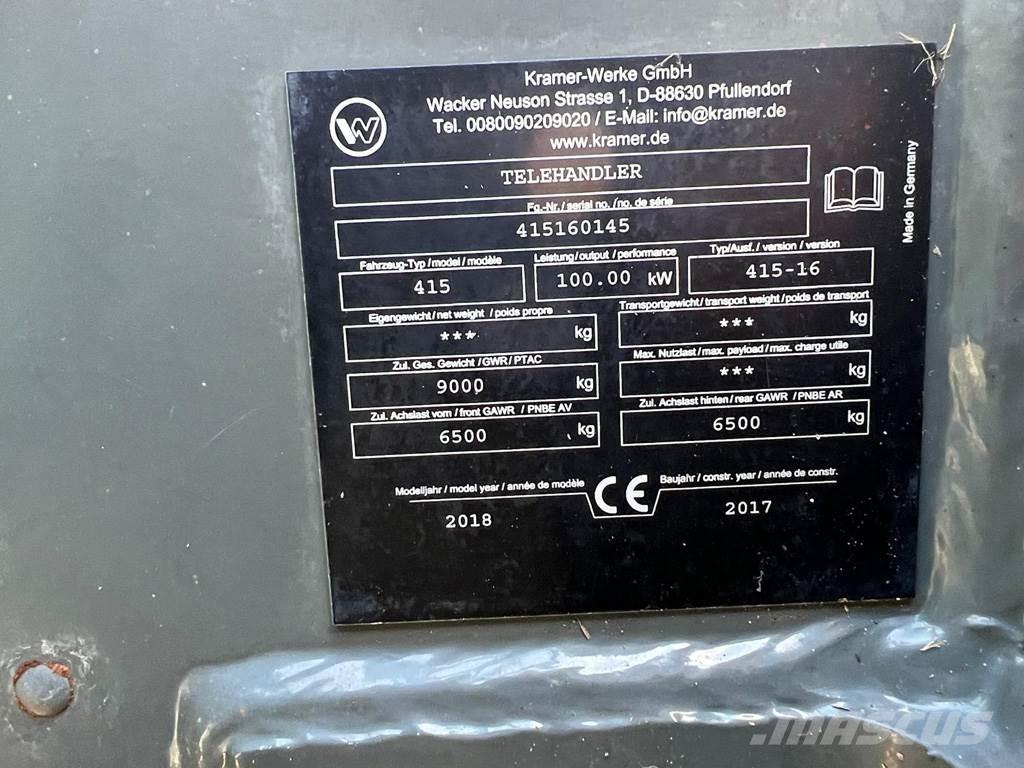 Kramer-Werke GmbH
Wacker Neuson Strasse 1, D-88630 Pfullendorf
Tel. 0080090209020 / E-Mail: info@kramer.de
www.kramer.de
W
TELEHANDLER
Made in Germany
Fg.-Nr. / serial no. / no. de série
415160145
Fahrzeug-Typ / model / modèle
415
Leistung / output / performance
100.00 kW
Typ/Ausf. / version / version
415-16
Eigengewicht / net weight / poids propre
*** kg
Transportgewicht / transport weight / poids de transport
*** kg
Zul. Ges. Gewicht / GWR / PTAC
9000 kg
Max. Nutzlast / max. payload / max. charge utile
*** kg
Zul. Achslast vorn / front GAWR / PNBE AV
6500 kg
Zul. Achslast hinten / rear GAWR / PNBE AR
6500 kg
Modelljahr / model year / année de modèle
2018
CE
Baujahr / constr. year / année de constr.
2017
MASCUS